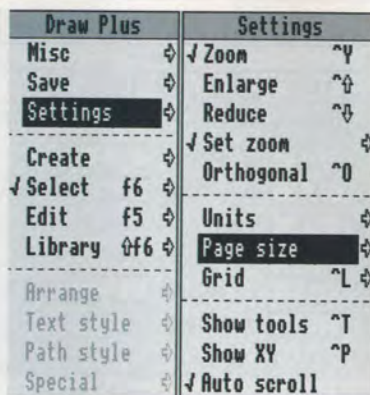 Draw Plus
Misc ⇨
Save ⇨
Settings ⇨
Create ⇨
√ Select f6 ⇨
Edit f5 ⇨
Library ⇧f6 ⇨
Arrange ⇨
Text style ⇨
Path style ⇨
Special ⇨
Settings
√ Zoom ^Y
Enlarge ^⇧
Reduce ^⇩
√ Set zoom ⇨
Orthogonal ^O
Units ⇨
Page size ⇨
Grid ^L ⇨
Show tools ^T
Show XY ^P
√ Auto scroll